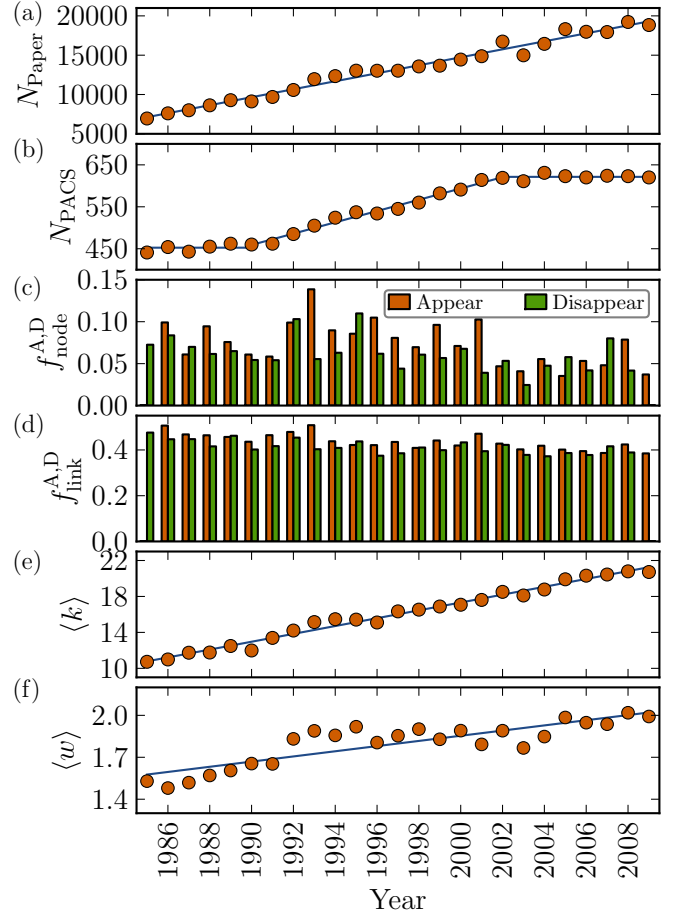 (a)
20000
15000
10000
5000
N_Paper
(b)
650
550
450
N_PACS
(c)
0.15
0.10
0.05
0.00
f^A,D_node
Appear
Disappear
(d)
0.4
0.2
0.0
f^A,D_link
(e)
22
18
14
10
⟨k⟩
(f)
2.0
1.7
1.4
⟨w⟩
1986
1988
1990
1992
1994
1996
1998
2000
2002
2004
2006
2008
Year